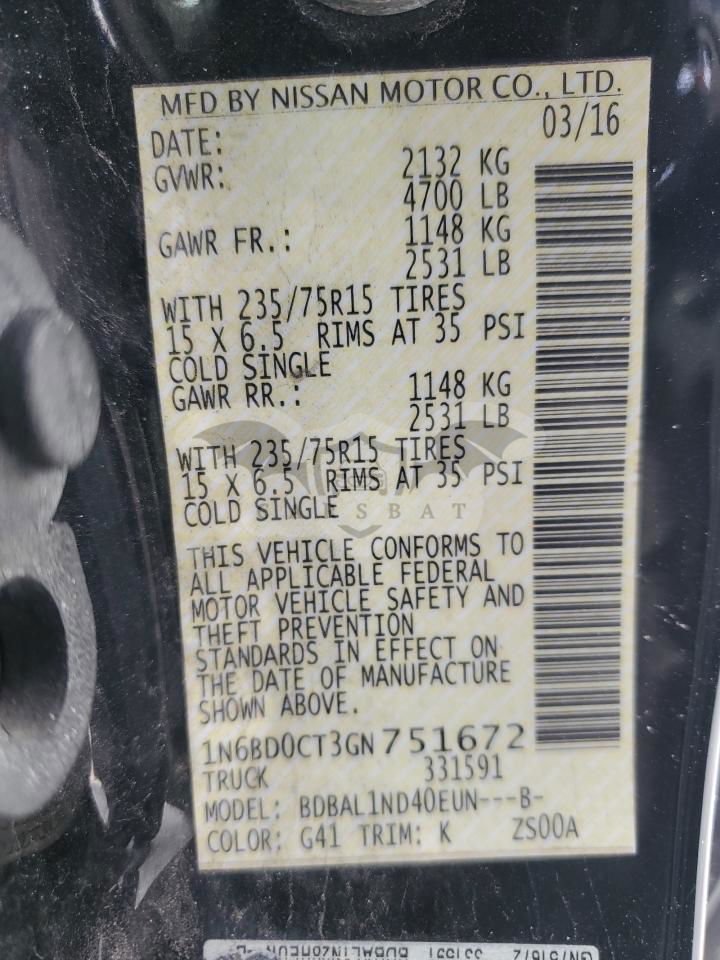 MFD BY NISSAN MOTOR CO., LTD.
DATE: 03/16
GVWR: 2132 KG
4700 LB
GAWR FR.: 1148 KG
2531 LB
WITH 235/75R15 TIRES
15 X 6.5 RIMS AT 35 PSI
COLD SINGLE
GAWR RR.: 1148 KG
2531 LB
WITH 235/75R15 TIRES
15 X 6.5 RIMS AT 35 PSI
COLD SINGLE
SBAT
THIS VEHICLE CONFORMS TO
ALL APPLICABLE FEDERAL
MOTOR VEHICLE SAFETY AND
THEFT PREVENTION
STANDARDS IN EFFECT ON
THE DATE OF MANUFACTURE
SHOWN ABOVE.
1N6BD0CT3GN751672
TRUCK 331591
MODEL: BDBAL1ND40EUN---B-
COLOR: G41 TRIM: K ZS00A